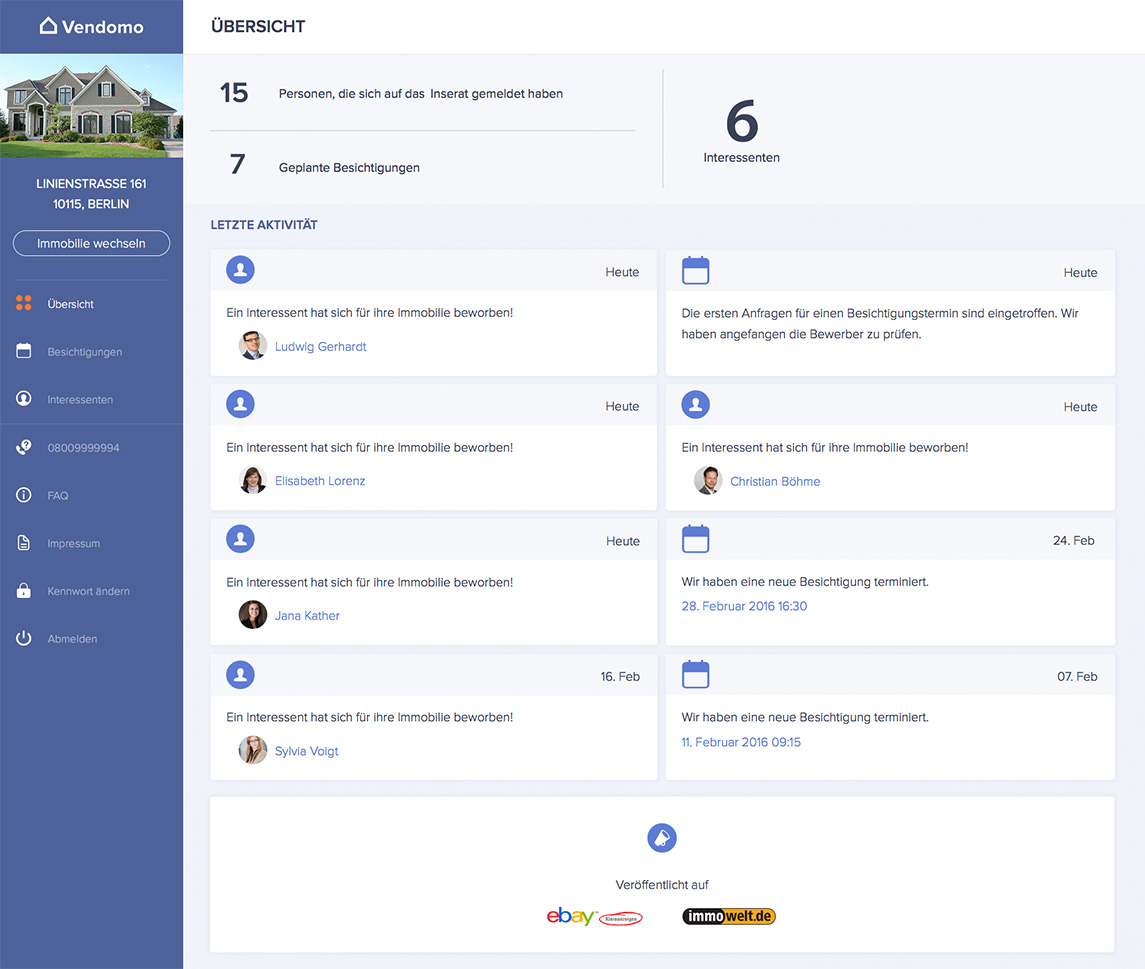 Vendomo
LINIENSTRASSE 161
10115, BERLIN
Immobilie wechseln
Übersicht
Besichtigungen
Interessenten
08009999994
FAQ
Impressum
Kennwort ändern
Abmelden
ÜBERSICHT
15
Personen, die sich auf das Inserat gemeldet haben
7
Geplante Besichtigungen
6
Interessenten
LETZTE AKTIVITÄT
Heute
Ein Interessent hat sich für ihre Immobilie beworben!
Ludwig Gerhardt
Heute
Die ersten Anfragen für einen Besichtigungstermin sind eingetroffen. Wir
haben angefangen die Bewerber zu prüfen.
Heute
Ein Interessent hat sich für ihre Immobilie beworben!
Elisabeth Lorenz
Heute
Ein Interessent hat sich für ihre Immobilie beworben!
Christian Böhme
Heute
Ein Interessent hat sich für ihre Immobilie beworben!
Jana Kather
24. Feb
Wir haben eine neue Besichtigung terminiert.
28. Februar 2016 16:30
16. Feb
Ein Interessent hat sich für ihre Immobilie beworben!
Sylvia Voigt
07. Feb
Wir haben eine neue Besichtigung terminiert.
11. Februar 2016 09:15
Veröffentlicht auf
ebay Kleinanzeigen
immowelt.de